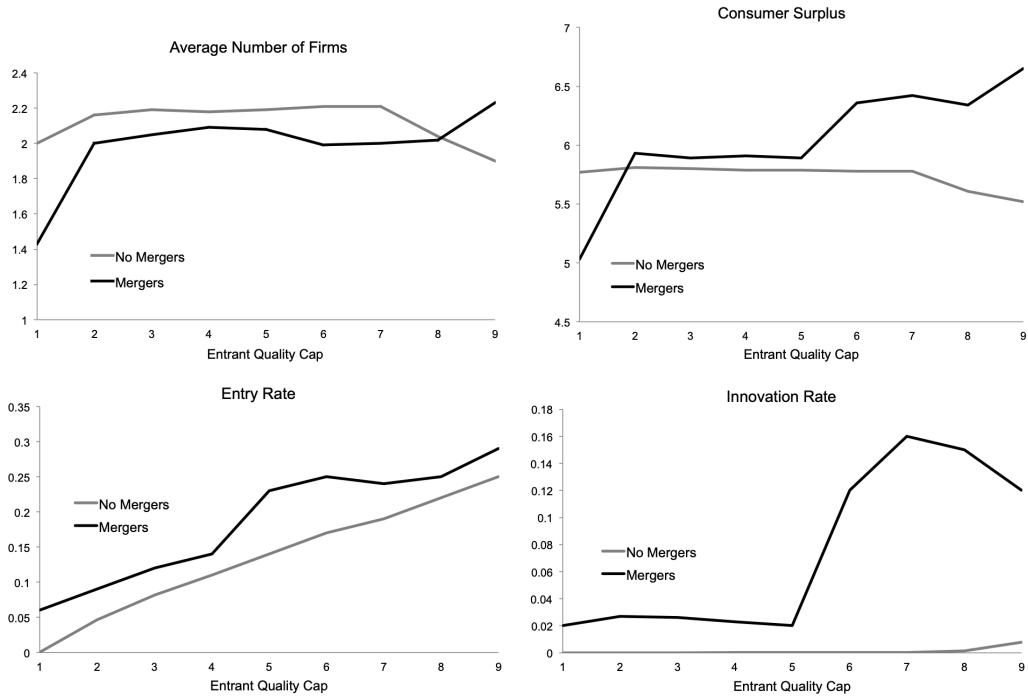 Average Number of Firms
2.4
2.2
2
1.8
1.6
1.4
1.2
1
No Mergers
Mergers
1 2 3 4 5 6 7 8 9
Entrant Quality Cap
Consumer Surplus
7
6.5
6
5.5
5
4.5
No Mergers
Mergers
1 2 3 4 5 6 7 8 9
Entrant Quality Cap
Entry Rate
0.35
0.3
0.25
0.2
0.15
0.1
0.05
0
No Mergers
Mergers
1 2 3 4 5 6 7 8 9
Entrant Quality Cap
Innovation Rate
0.18
0.16
0.14
0.12
0.1
0.08
0.06
0.04
0.02
0
No Mergers
Mergers
1 2 3 4 5 6 7 8 9
Entrant Quality Cap